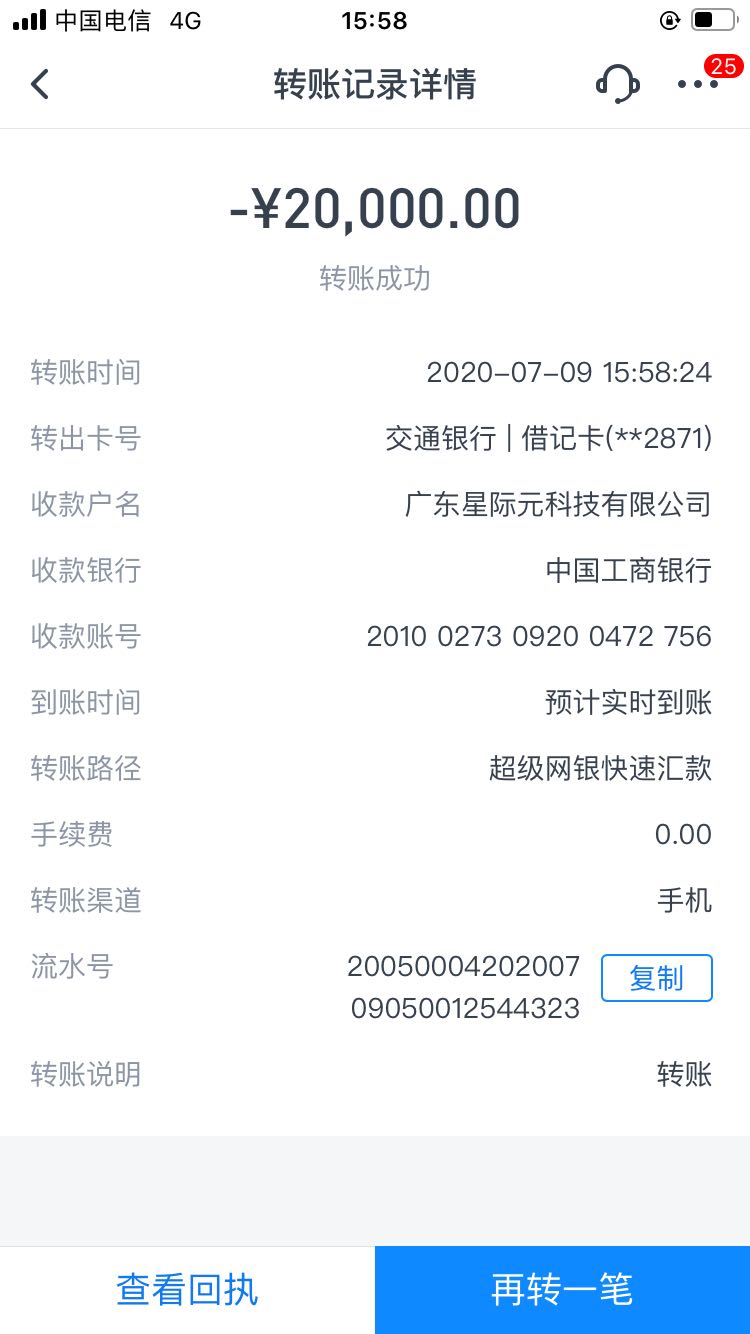 中国电信 4G 15:58
转账记录详情 25
-¥20,000.00
转账成功
转账时间 2020-07-09 15:58:24
转出卡号 交通银行 | 借记卡(**2871)
收款户名 广东星际元科技有限公司
收款银行 中国工商银行
收款账号 2010 0273 0920 0472 756
到账时间 预计实时到账
转账路径 超级网银快速汇款
手续费 0.00
转账渠道 手机
流水号 20050004202007 复制
09050012544323
转账说明 转账
查看回执 再转一笔